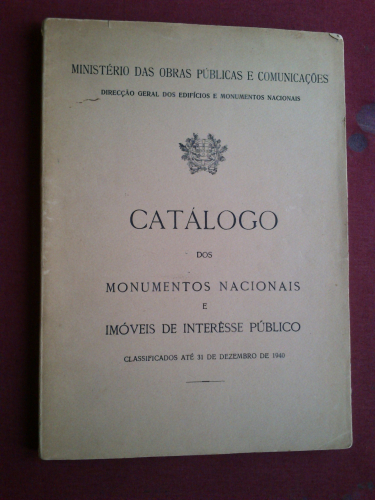 MINISTÉRIO DAS OBRAS PÚBLICAS E COMUNICAÇÕES
DIRECÇÃO GERAL DOS EDIFÍCIOS E MONUMENTOS NACIONAIS
CATÁLOGO
DOS
MONUMENTOS NACIONAIS
E
IMÓVEIS DE INTERÊSSE PÚBLICO
CLASSIFICADOS ATÉ 31 DE DEZEMBRO DE 1940